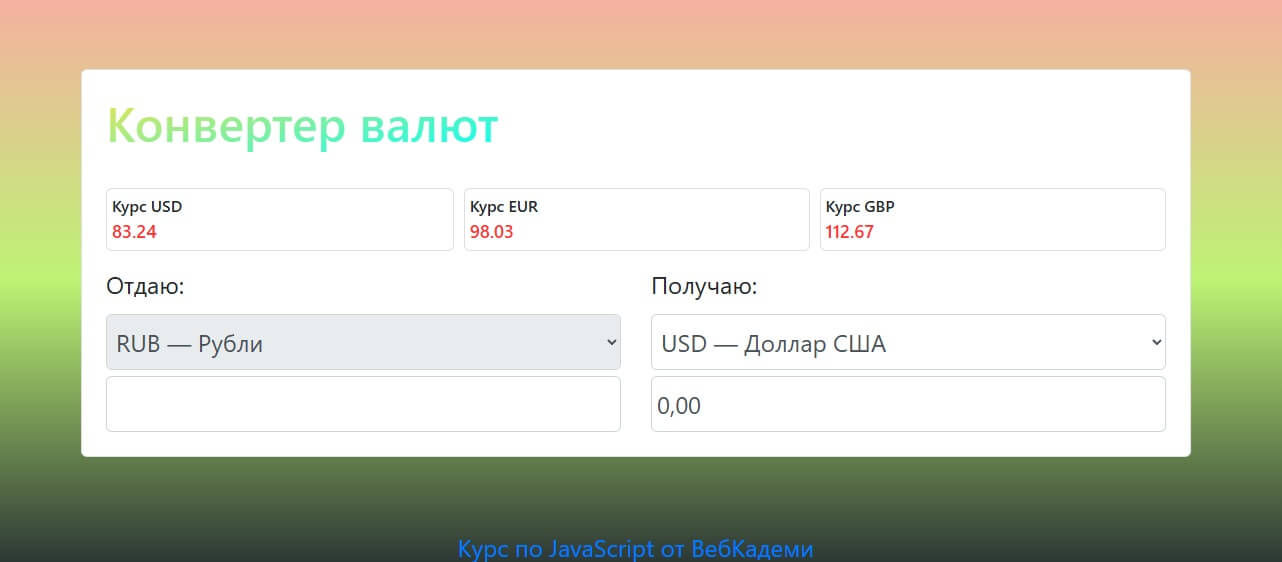 Конвертер валют
Курс USD
83.24
Курс EUR
98.03
Курс GBP
112.67
Отдаю:
RUB — Рубли
Получаю:
USD — Доллар США
0,00
Курс по JavaScript от ВебКадеми